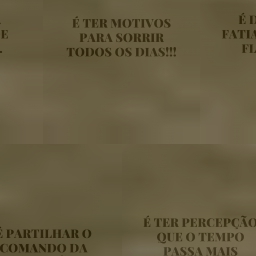 E
É TER MOTIVOS
PARA SORRIR
TODOS OS DIAS!!!
É PARTILHAR O
COMANDO DA
É TER PERCEPÇÃO
QUE O TEMPO
PASSA MAIS